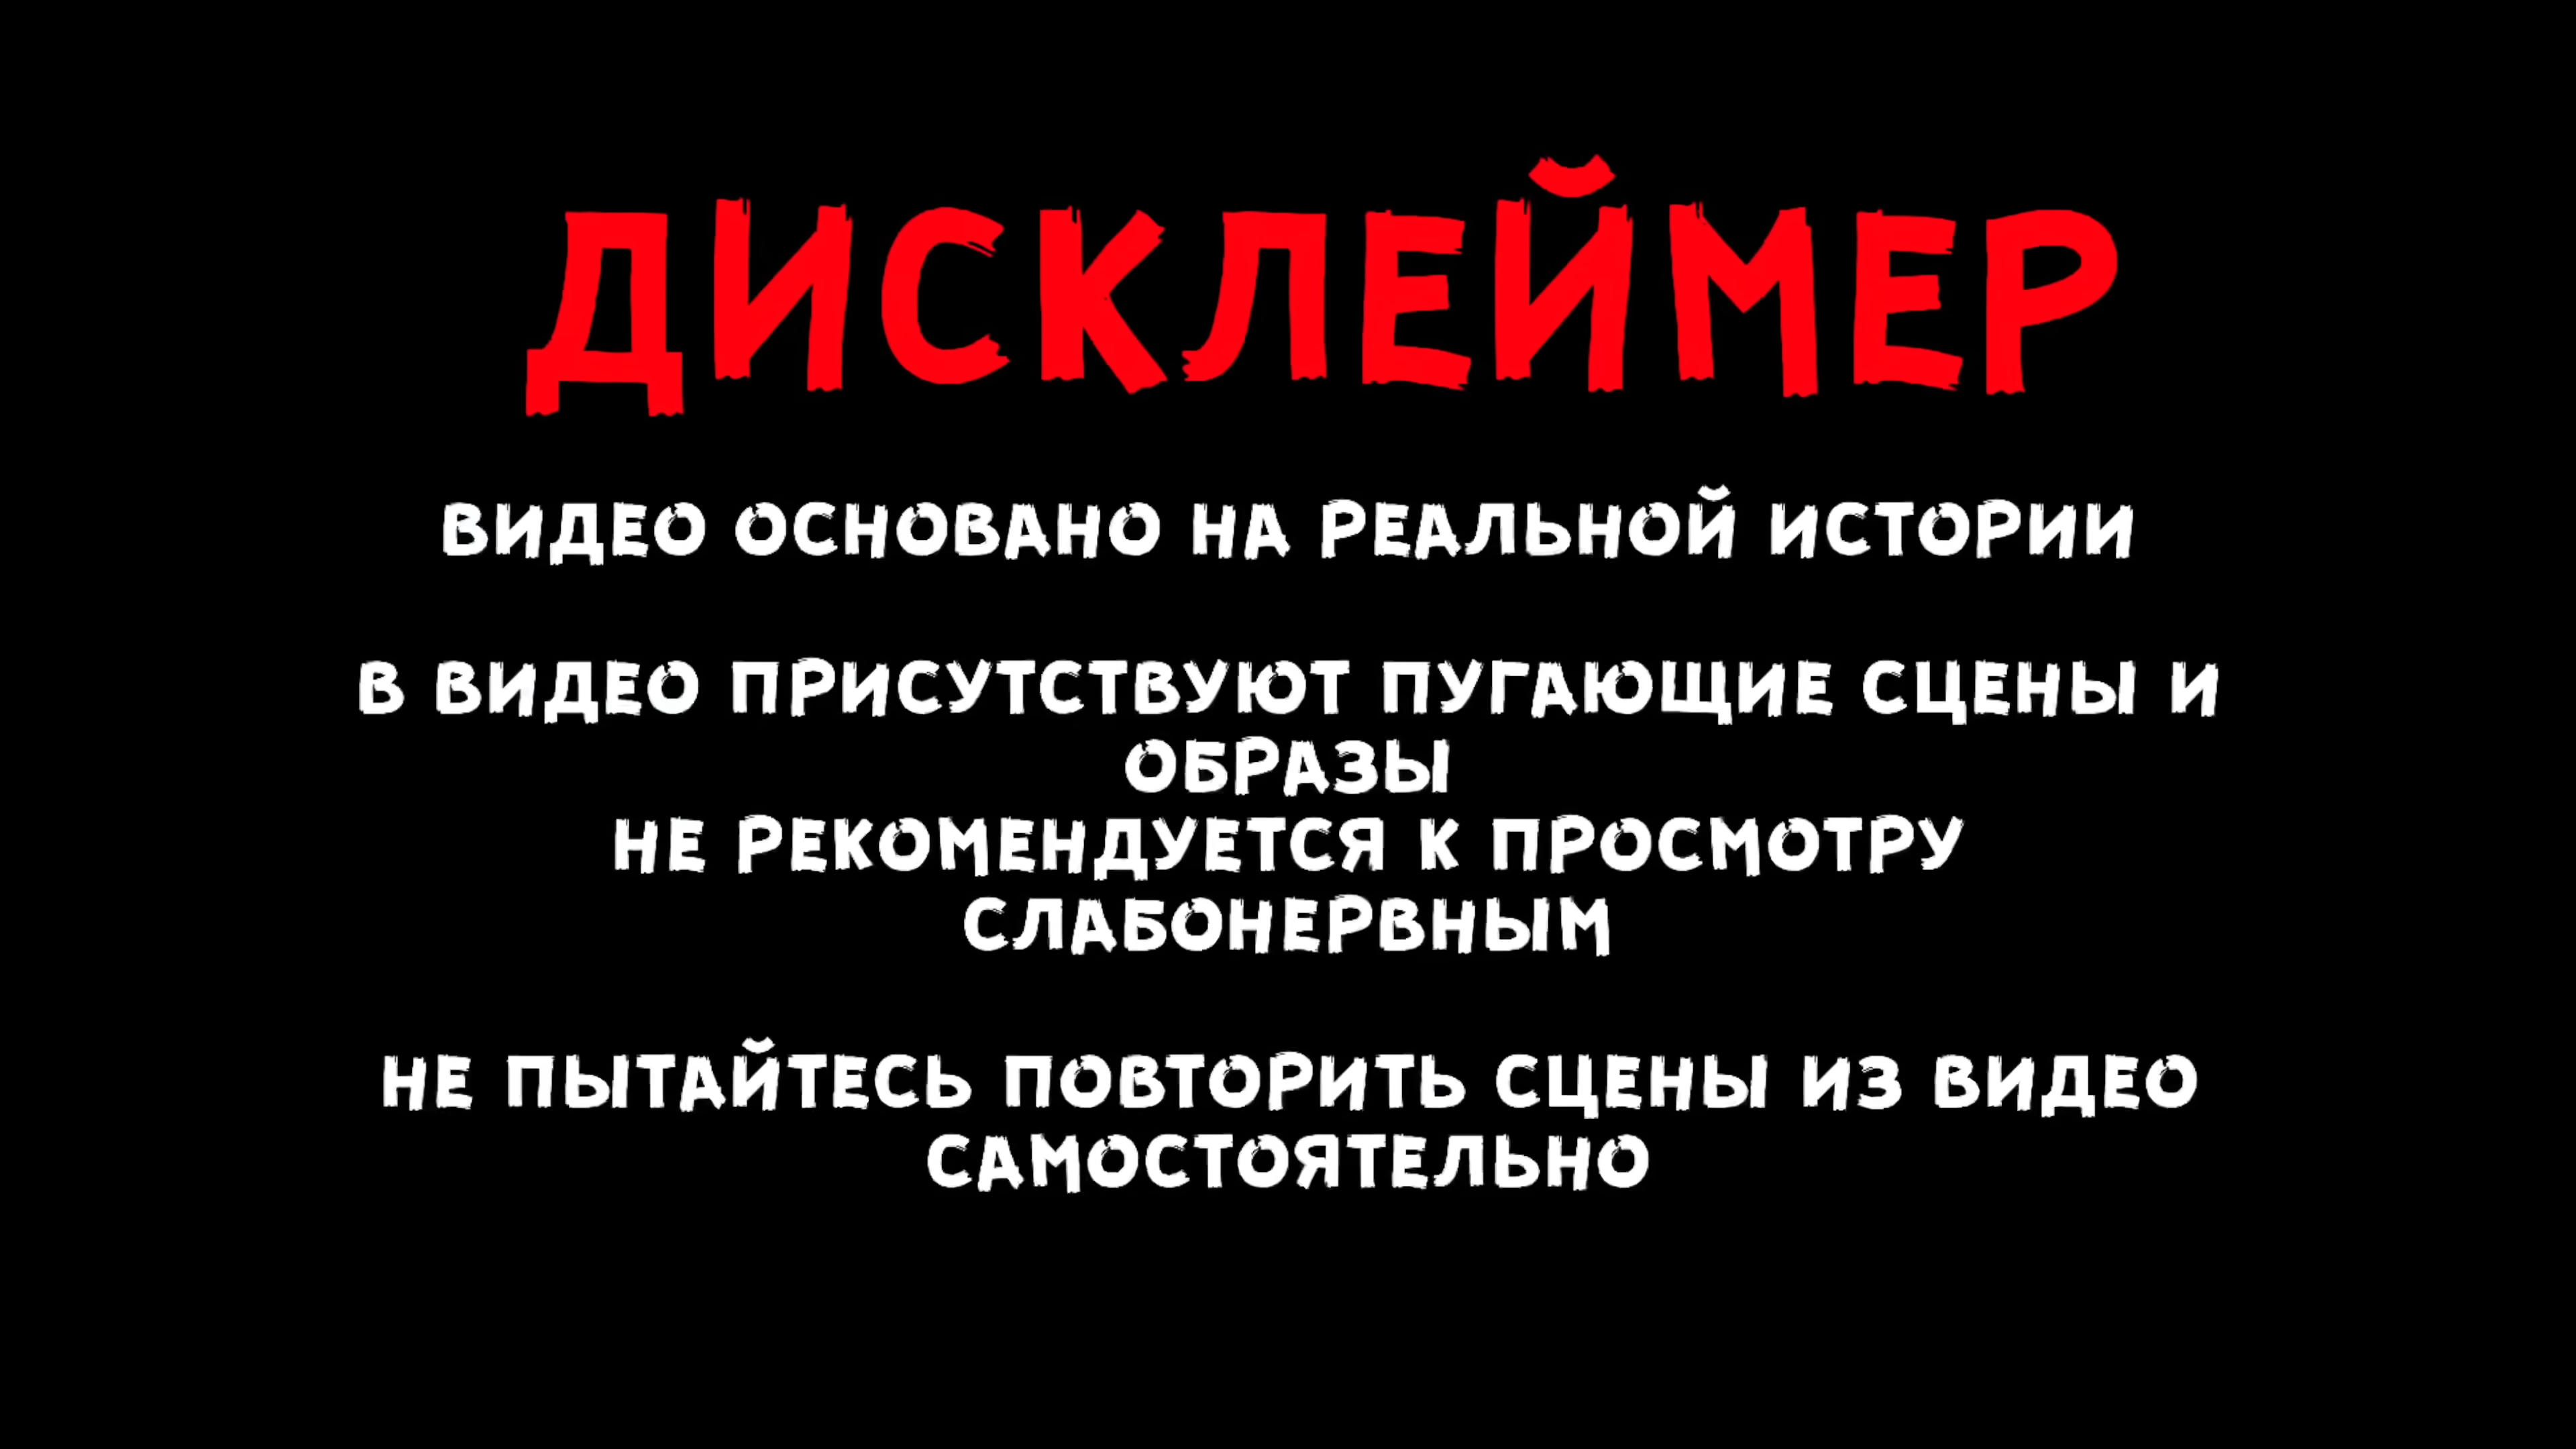 ДИСКЛЕЙМЕР
ВИДЕО ОСНОВАНО НА РЕАЛЬНОЙ ИСТОРИИ
В ВИДЕО ПРИСУТСТВУЮТ ПУГАЮЩИЕ СЦЕНЫ И
ОБРАЗЫ
НЕ РЕКОМЕНДУЕТСЯ К ПРОСМОТРУ
СЛАБОНЕРВНЫМ
НЕ ПЫТАЙТЕСЬ ПОВТОРИТЬ СЦЕНЫ ИЗ ВИДЕО
САМОСТОЯТЕЛЬНО